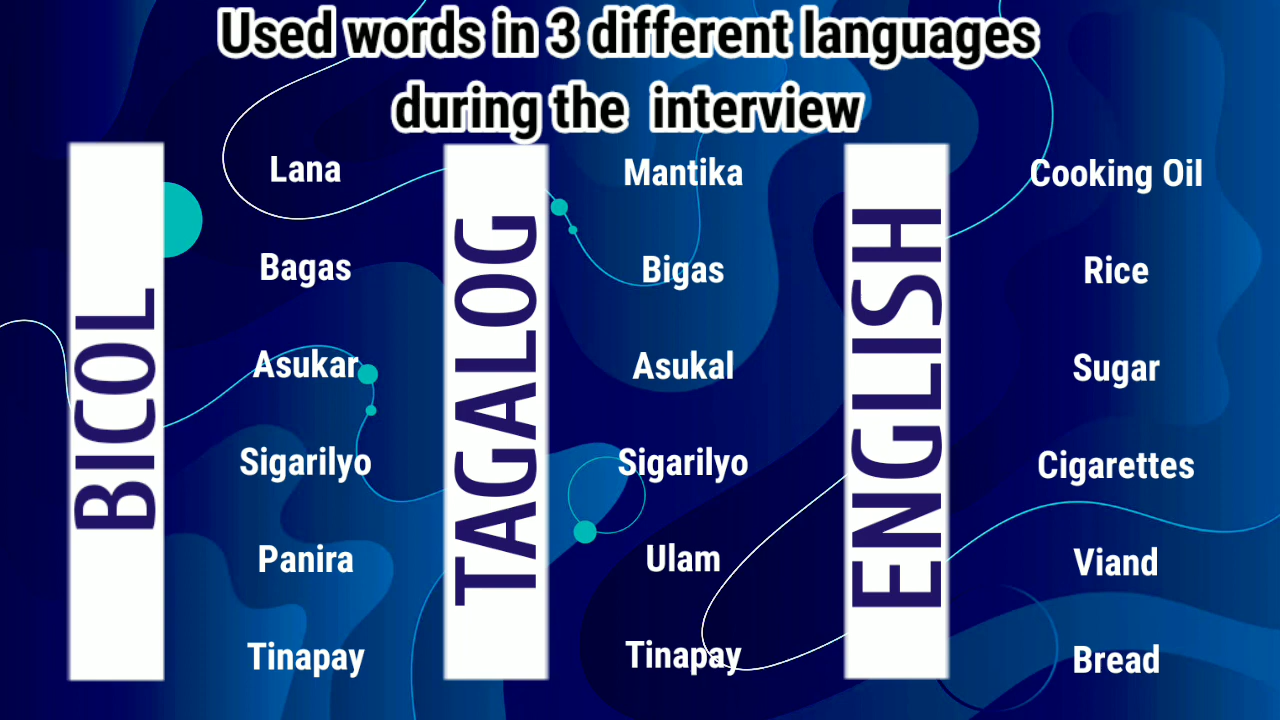 Used words in 3 different languages
during the interview
BICOL
Lana
Bagas
Asukar
Sigarilyo
Panira
Tinapay
TAGALOG
Mantika
Bigas
Asukal
Sigarilyo
Ulam
Tinapay
ENGLISH
Cooking Oil
Rice
Sugar
Cigarettes
Viand
Bread